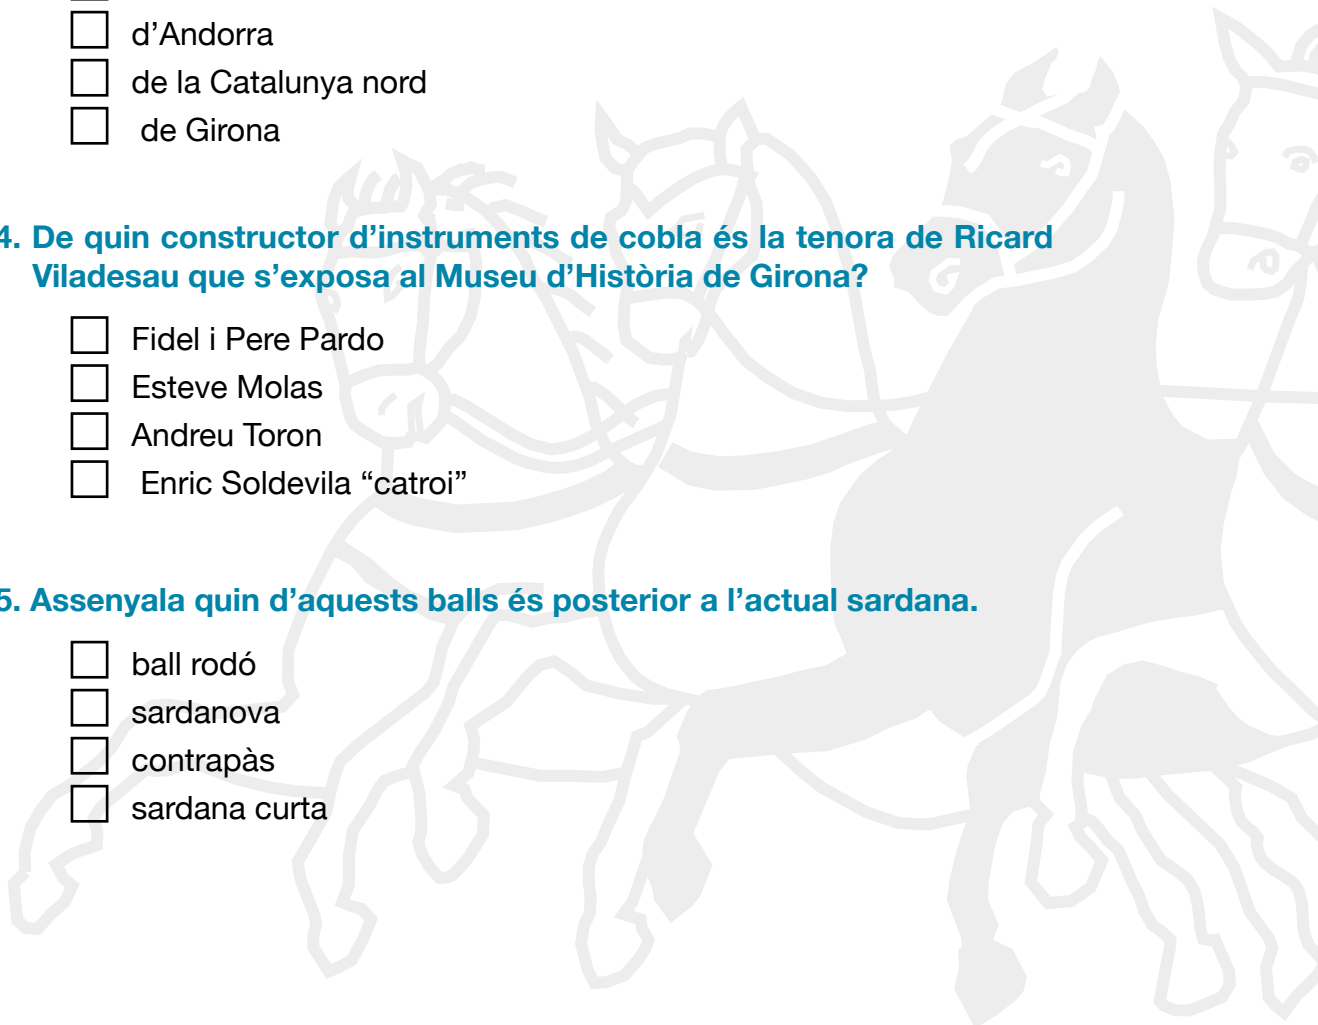 d’Andorra
de la Catalunya nord
de Girona
4. De quin constructor d’instruments de cobla és la tenora de Ricard
Viladesau que s’exposa al Museu d’Història de Girona?
Fidel i Pere Pardo
Esteve Molas
Andreu Toron
Enric Soldevila “catroi”
5. Assenyala quin d’aquests balls és posterior a l’actual sardana.
ball rodó
sardanova
contrapàs
sardana curta